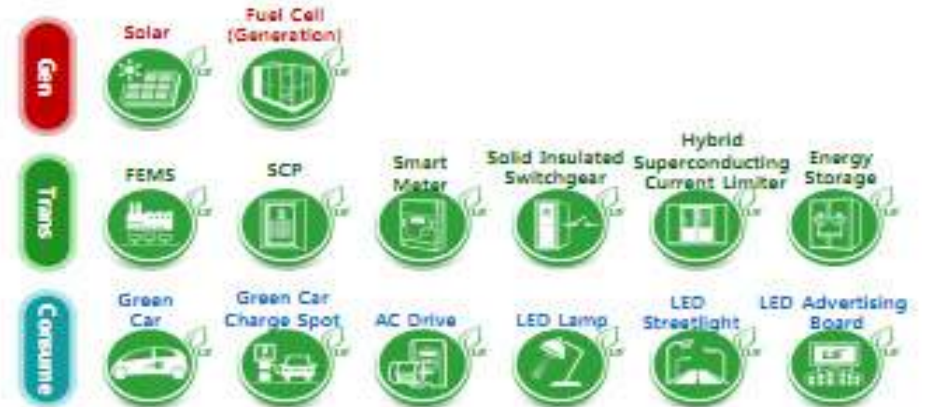 Gen
Solar
Fuel Cell
(Generation)
Trans
FEMS
SCP
Smart
Meter
Solid Insulated
Switchgear
Hybrid
Superconducting
Current Limiter
Energy
Storage
Consume
Green
Car
Green Car
Charge Spot
AC Drive
LED Lamp
LED
Streetlight
LED Advertising
Board